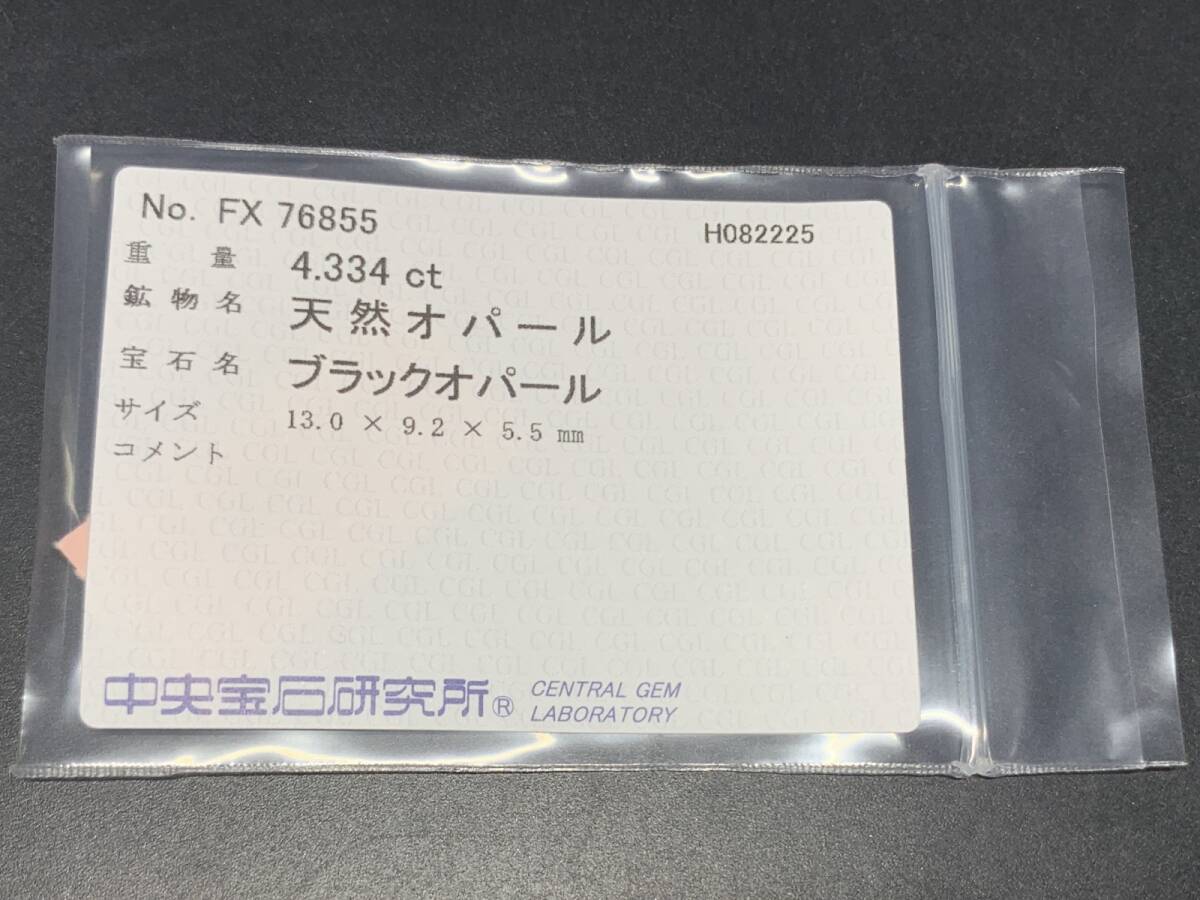 No. FX 76855
H082225
重 量 4.334 ct
鉱 物 名 天然オパール
宝 石 名 ブラックオパール
サイズ 13.0 × 9.2 × 5.5 mm
コメント
中央宝石研究所® CENTRAL GEM
LABORATORY